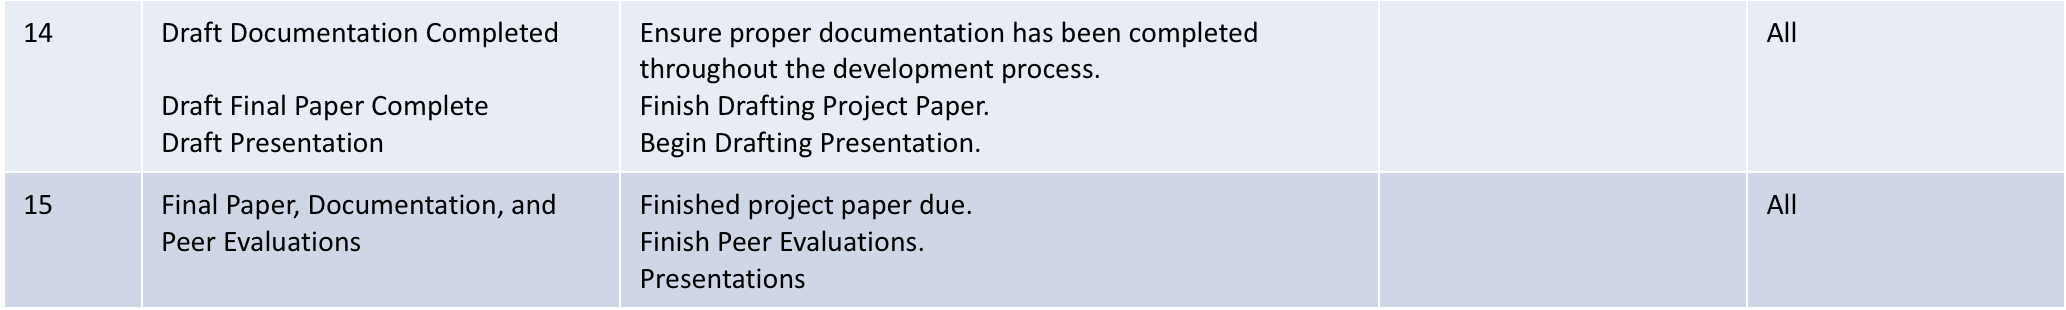 14
Draft Documentation Completed
Draft Final Paper Complete
Draft Presentation
Ensure proper documentation has been completed
throughout the development process.
Finish Drafting Project Paper.
Begin Drafting Presentation.
All
15
Final Paper, Documentation, and
Peer Evaluations
Finished project paper due.
Finish Peer Evaluations.
Presentations
All